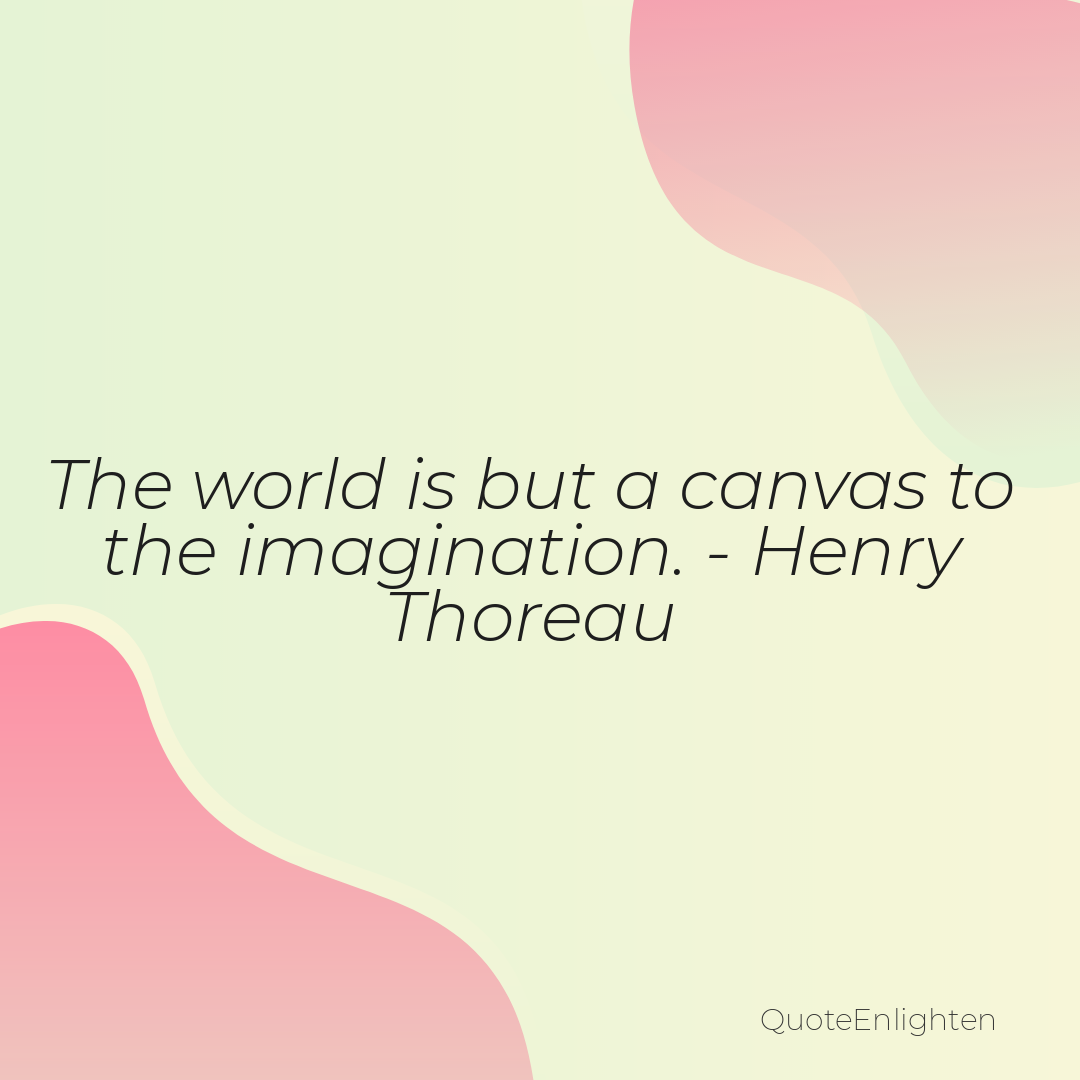 The world is but a canvas to
the imagination. - Henry
Thoreau
QuoteEnlighten